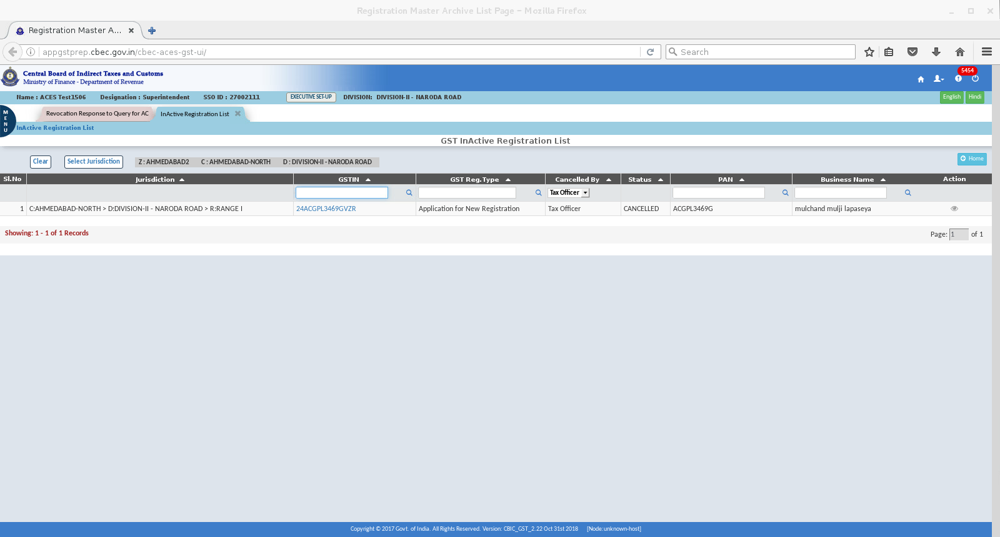 Registration Master Archive List Page - Mozilla Firefox
Registration Master A...
appgstprep.cbec.gov.in/cbec-aces-gst-ui/
Search
Central Board of Indirect Taxes and Customs
Ministry of Finance - Department of Revenue
5454
Name : ACES Test1506 Designation : Superintendent SSO ID : 27002111 EXECUTIVE SET-UP DIVISION: DIVISION-II - NARODA ROAD English Hindi
MENU
Revocation Response to Query for AC InActive Registration List
InActive Registration List
GST InActive Registration List
Clear Select Jurisdiction Z : AHMEDABAD2 C : AHMEDABAD-NORTH D : DIVISION-II - NARODA ROAD Home
Sl.No Jurisdiction GSTIN GST Reg.Type Cancelled By Status PAN Business Name Action
Tax Officer
1 C:AHMEDABAD-NORTH > D:DIVISION-II - NARODA ROAD > R:RANGE I 24ACGPL3469GVZR Application for New Registration Tax Officer CANCELLED ACGPL3469G mulchand mulji lapaseya
Showing: 1 - 1 of 1 Records Page: 1 of 1
Copyright © 2017 Govt. of India. All Rights Reserved. Version: CBIC_GST_2.22 Oct 31st 2018 [Node:unknown-host]